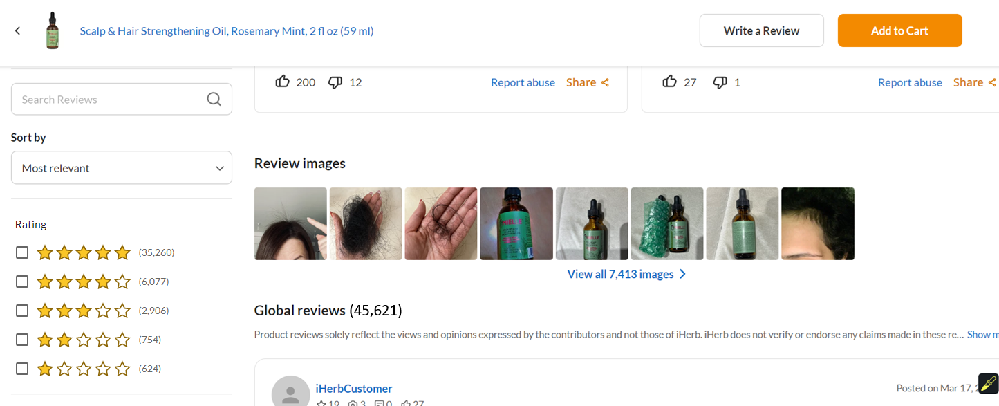 Scalp & Hair Strengthening Oil, Rosemary Mint, 2 fl oz (59 ml)
Write a Review
Add to Cart
200 12 Report abuse Share
27 1 Report abuse Share
Search Reviews
Sort by
Most relevant
Rating
(35,260)
(6,077)
(2,906)
(754)
(624)
Review images
View all 7,413 images
Global reviews (45,621)
Product reviews solely reflect the views and opinions expressed by the contributors and not those of iHerb. iHerb does not verify or endorse any claims made in these re... Show m
iHerbCustomer
Posted on Mar 17, 2
19 3 0 27